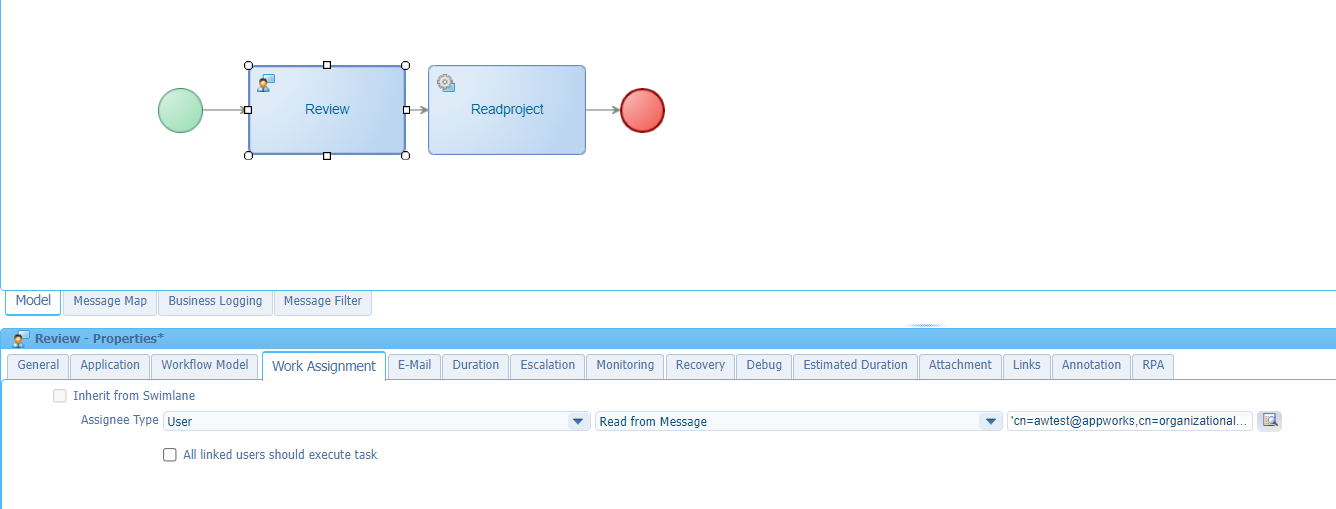 Review
Readproject
Model
Message Map
Business Logging
Message Filter
Review - Properties*
General
Application
Workflow Model
Work Assignment
E-Mail
Duration
Escalation
Monitoring
Recovery
Debug
Estimated Duration
Attachment
Links
Annotation
RPA
Inherit from Swimlane
Assignee Type
User
Read from Message
'cn=awtest@appworks,cn=organizational...
All linked users should execute task